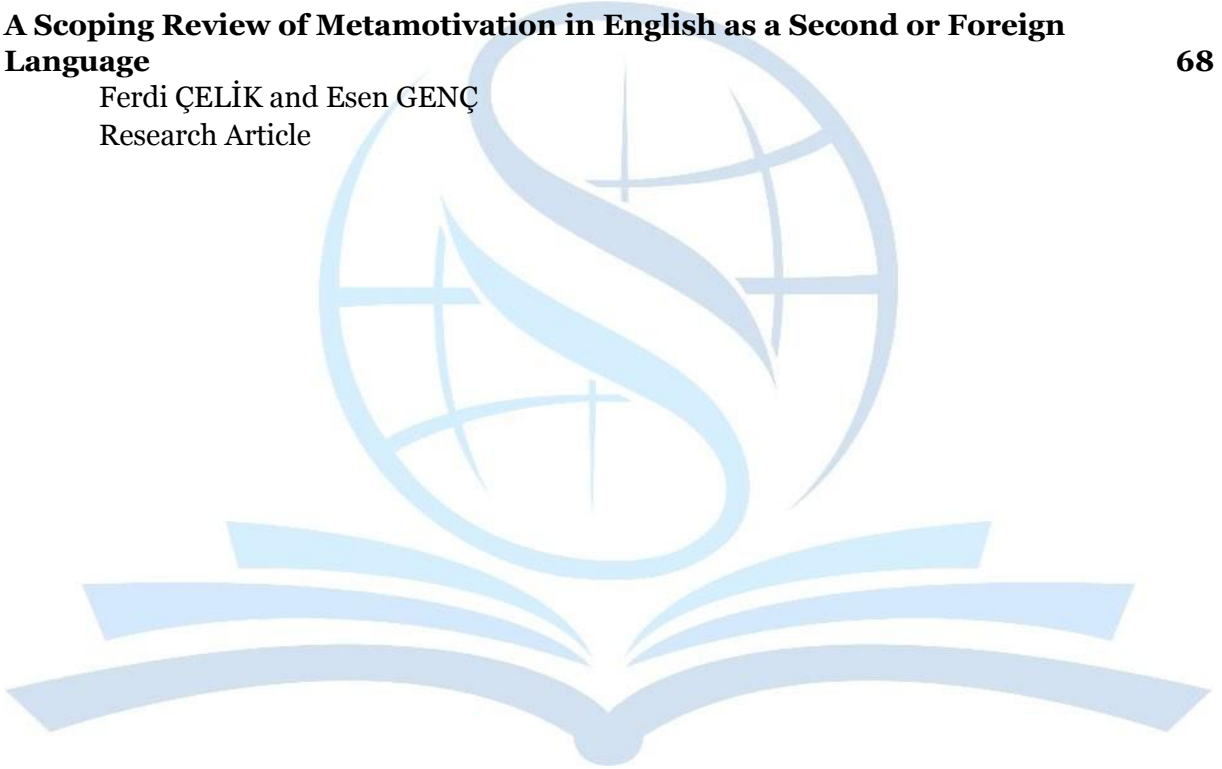 A Scoping Review of Metamotivation in English as a Second or Foreign
Language 68
Ferdi ÇELİK and Esen GENÇ
Research Article